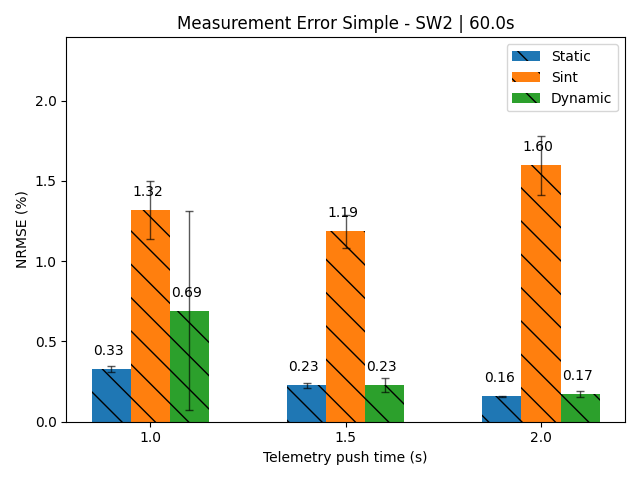 Measurement Error Simple - SW2 | 60.0s
NRMSE (%)
2.0
1.5
1.0
0.5
0.0
Static
Sint
Dynamic
0.33
1.32
0.69
0.23
1.19
0.23
0.16
1.60
0.17
1.0
1.5
2.0
Telemetry push time (s)